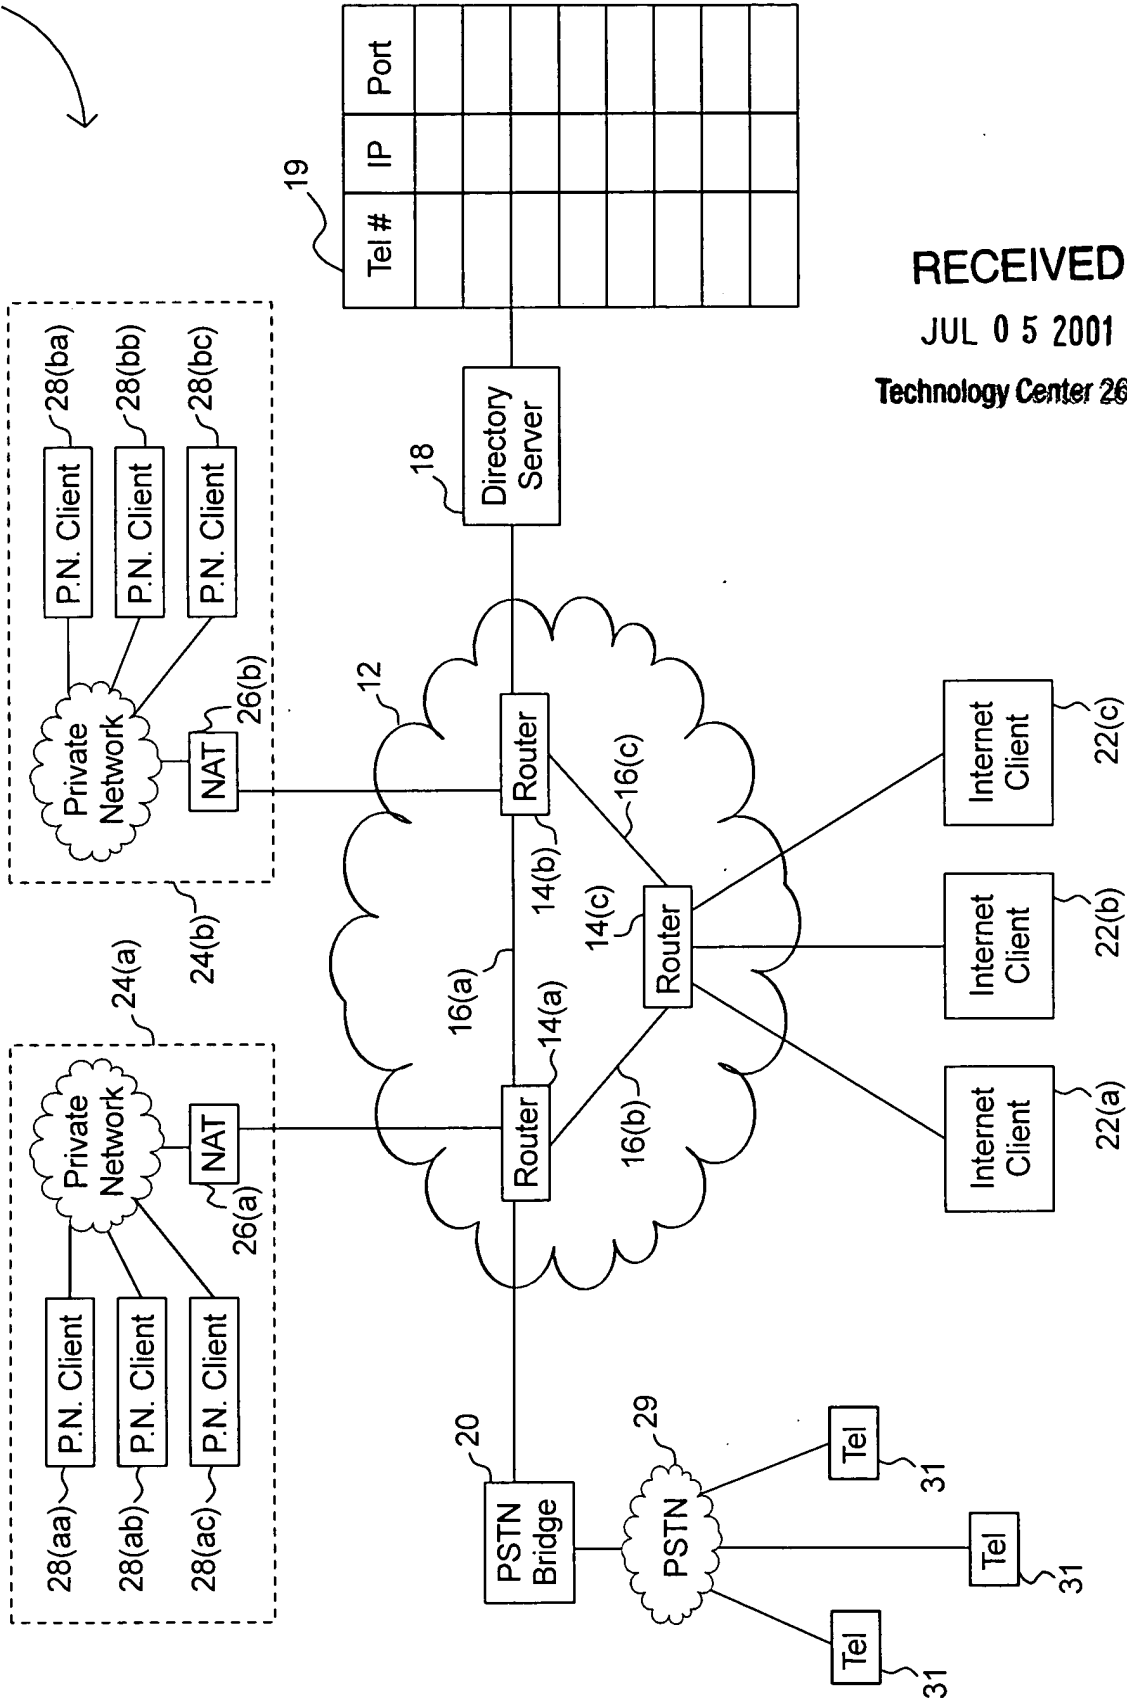 RECEIVED
JUL 05 2001
Technology Center 26
28(aa)
P.N. Client
28(ab)
P.N. Client
28(ac)
P.N. Client
Private
Network
26(a)
NAT
24(a)
24(b)
Private
Network
NAT
26(b)
P.N. Client
28(ba)
P.N. Client
28(bb)
P.N. Client
28(bc)
12
Router
14(a)
16(a)
Router
14(b)
16(b)
16(c)
Router
14(c)
18
Directory
Server
19
Tel #
IP
Port
20
PSTN
Bridge
29
PSTN
Tel
31
Tel
31
Tel
31
Internet
Client
22(a)
Internet
Client
22(b)
Internet
Client
22(c)